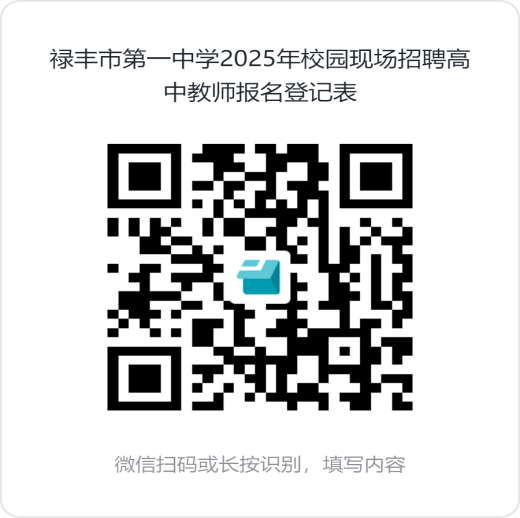 禄丰市第一中学2025年校园现场招聘高
中教师报名登记表
微信扫码或长按识别，填写内容